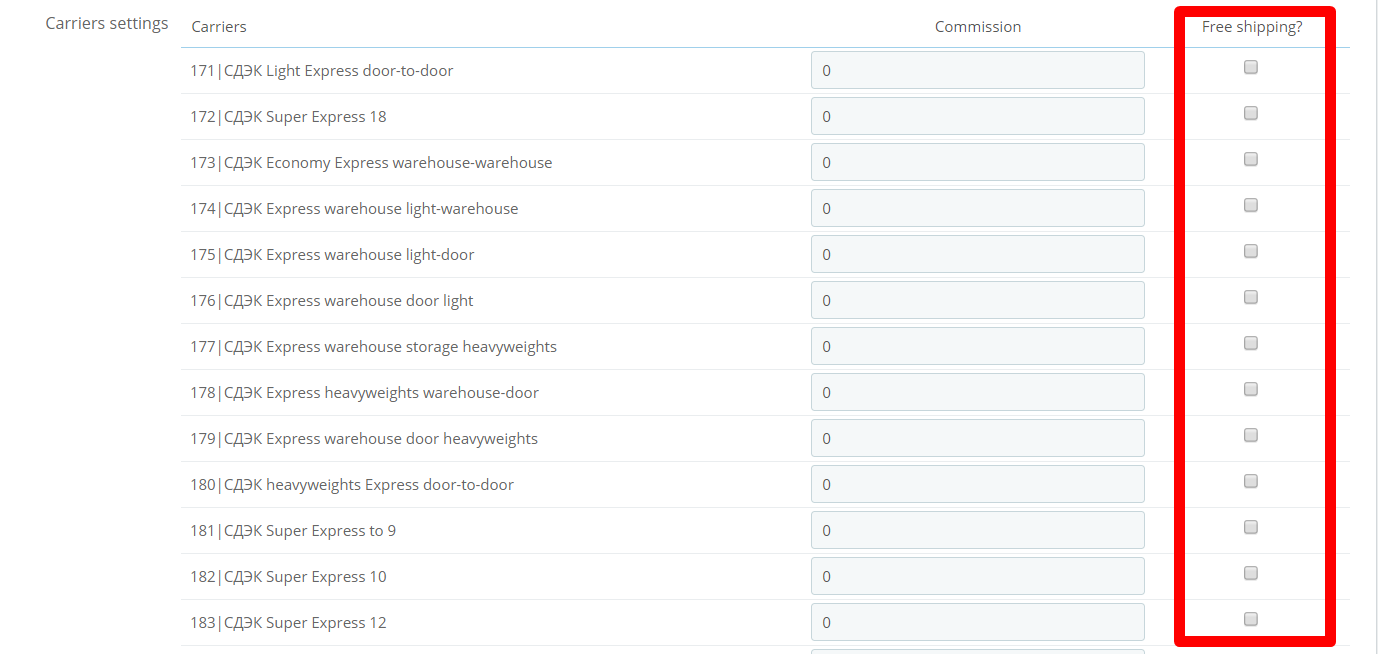 Carriers settings Carriers Commission Free shipping?
171|СДЭК Light Express door-to-door 0
172|СДЭК Super Express 18 0
173|СДЭК Economy Express warehouse-warehouse 0
174|СДЭК Express warehouse light-warehouse 0
175|СДЭК Express warehouse light-door 0
176|СДЭК Express warehouse door light 0
177|СДЭК Express warehouse storage heavyweights 0
178|СДЭК Express heavyweights warehouse-door 0
179|СДЭК Express warehouse door heavyweights 0
180|СДЭК heavyweights Express door-to-door 0
181|СДЭК Super Express to 9 0
182|СДЭК Super Express 10 0
183|СДЭК Super Express 12 0